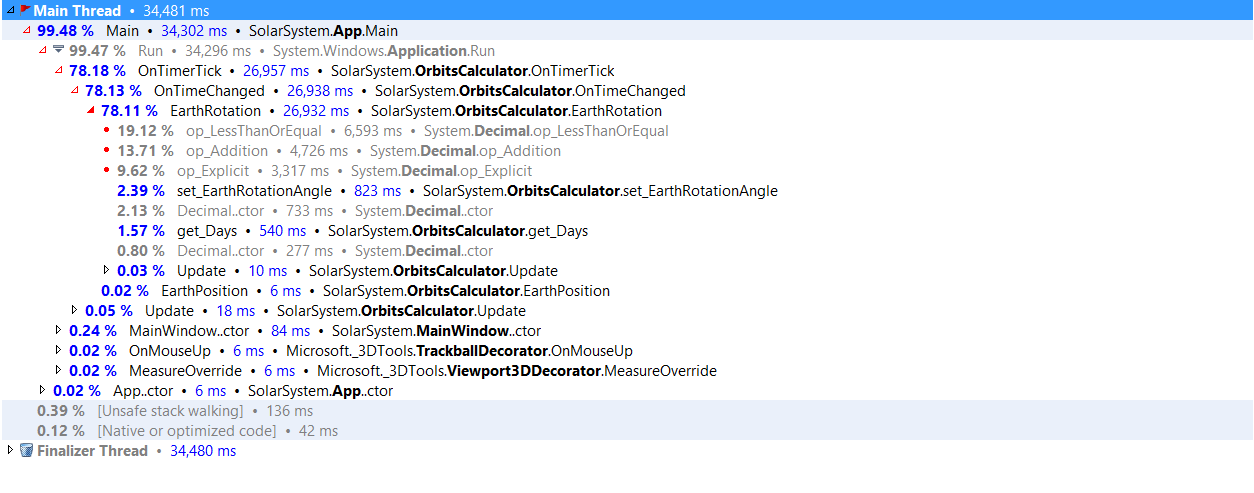 Main Thread • 34,481 ms
99.48 % Main • 34,302 ms • SolarSystem.App.Main
99.47 % Run • 34,296 ms • System.Windows.Application.Run
78.18 % OnTimerTick • 26,957 ms • SolarSystem.OrbitsCalculator.OnTimerTick
78.13 % OnTimeChanged • 26,938 ms • SolarSystem.OrbitsCalculator.OnTimeChanged
78.11 % EarthRotation • 26,932 ms • SolarSystem.OrbitsCalculator.EarthRotation
• 19.12 % op_LessThanOrEqual • 6,593 ms • System.Decimal.op_LessThanOrEqual
• 13.71 % op_Addition • 4,726 ms • System.Decimal.op_Addition
• 9.62 % op_Explicit • 3,317 ms • System.Decimal.op_Explicit
2.39 % set_EarthRotationAngle • 823 ms • SolarSystem.OrbitsCalculator.set_EarthRotationAngle
2.13 % Decimal..ctor • 733 ms • System.Decimal..ctor
1.57 % get_Days • 540 ms • SolarSystem.OrbitsCalculator.get_Days
0.80 % Decimal..ctor • 277 ms • System.Decimal..ctor
0.03 % Update • 10 ms • SolarSystem.OrbitsCalculator.Update
0.02 % EarthPosition • 6 ms • SolarSystem.OrbitsCalculator.EarthPosition
0.05 % Update • 18 ms • SolarSystem.OrbitsCalculator.Update
0.24 % MainWindow..ctor • 84 ms • SolarSystem.MainWindow..ctor
0.02 % OnMouseUp • 6 ms • Microsoft._3DTools.TrackballDecorator.OnMouseUp
0.02 % MeasureOverride • 6 ms • Microsoft._3DTools.Viewport3DDecorator.MeasureOverride
0.02 % App..ctor • 6 ms • SolarSystem.App..ctor
0.39 % [Unsafe stack walking] • 136 ms
0.12 % [Native or optimized code] • 42 ms
Finalizer Thread • 34,480 ms